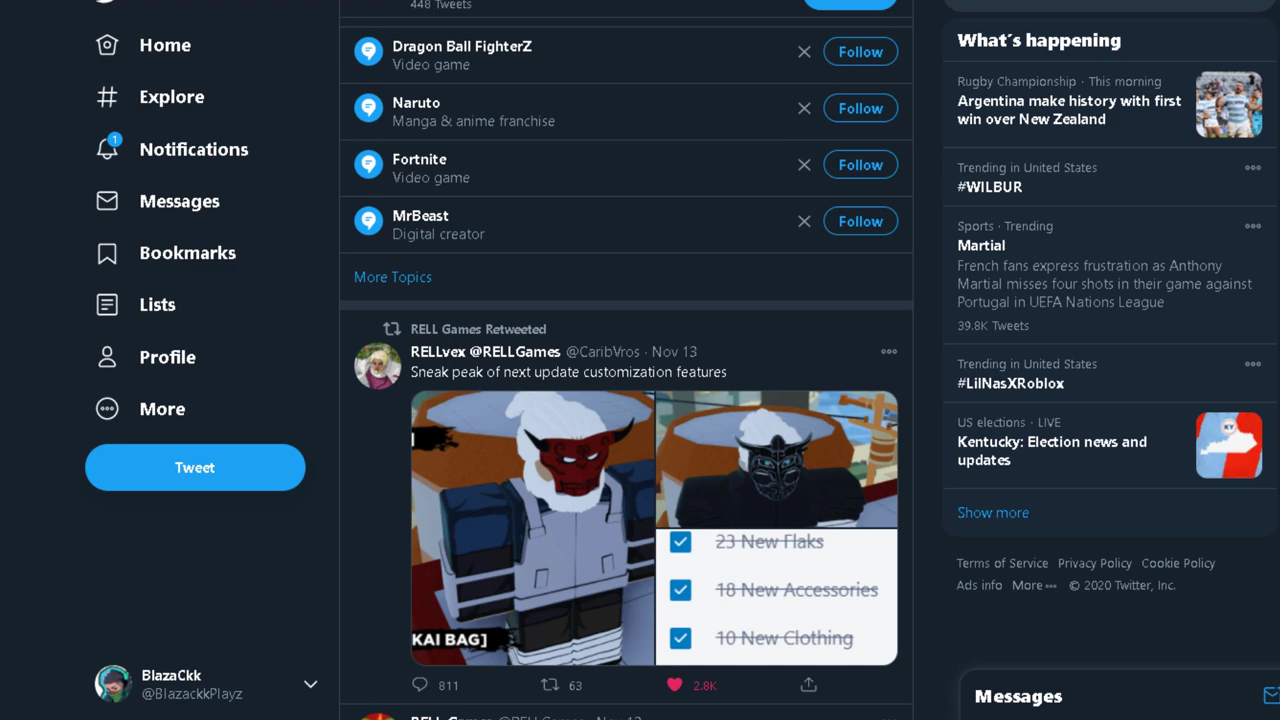 448 Tweets
Home
Explore
1
Notifications
Messages
Bookmarks
Lists
Profile
More
Tweet
BlazaCkk
@BlazackkPlayz
Dragon Ball FighterZ
Video game
Follow
Naruto
Manga & anime franchise
Follow
Fortnite
Video game
Follow
MrBeast
Digital creator
Follow
More Topics
RELL Games Retweeted
RELLvex @RELLGames @CaribVros · Nov 13
Sneak peak of next update customization features
KAI BAG]
23 New Flaks
18 New Accessories
10 New Clothing
811 63 2.8K
What's happening
Rugby Championship · This morning
Argentina make history with first
win over New Zealand
Trending in United States
#WILBUR
Sports · Trending
Martial
French fans express frustration as Anthony
Martial misses four shots in their game against
Portugal in UEFA Nations League
39.8K Tweets
Trending in United States
#LilNasXRoblox
US elections · LIVE
Kentucky: Election news and
updates
KY
Show more
Terms of Service Privacy Policy Cookie Policy
Ads info More © 2020 Twitter, Inc.
Messages